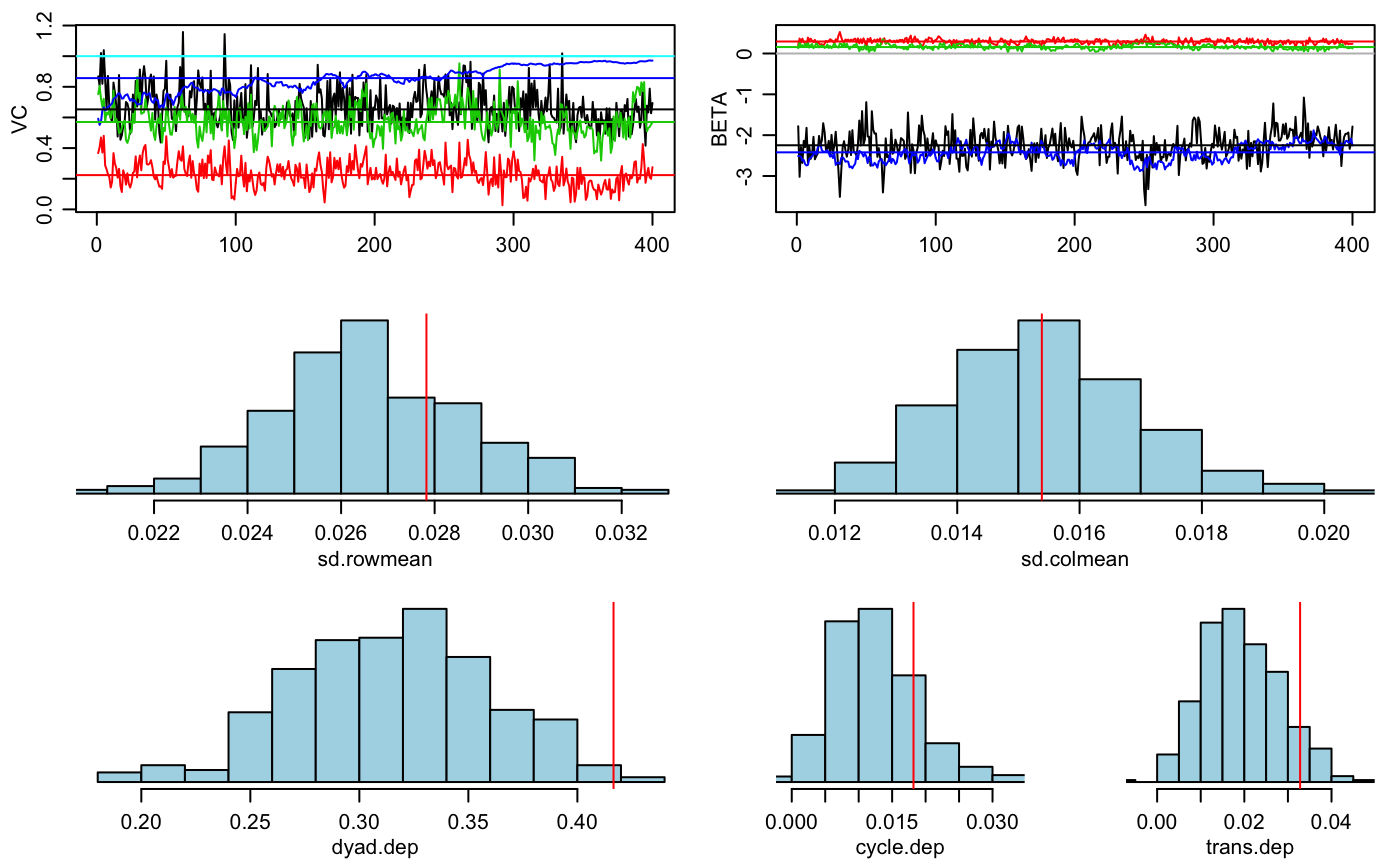 VC
0.0 0.4 0.8 1.2
0 100 200 300 400
BETA
-3 -2 -1 0
0 100 200 300 400
0.022 0.024 0.026 0.028 0.030 0.032
sd.rowmean
0.012 0.014 0.016 0.018 0.020
sd.colmean
0.20 0.25 0.30 0.35 0.40
dyad.dep
0.000 0.015 0.030
cycle.dep
0.00 0.02 0.04
trans.dep